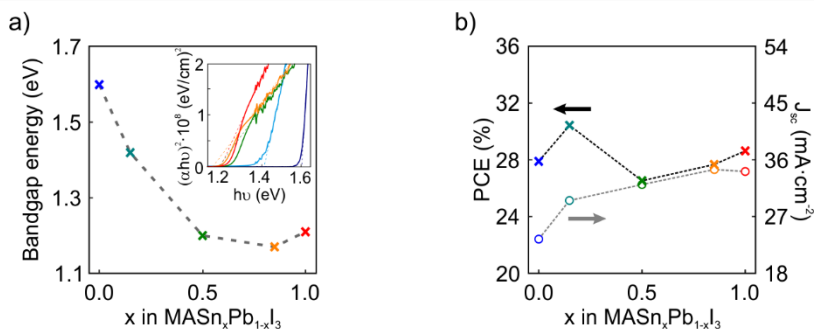 a)
1.7
1.5
1.3
1.1
Bandgap energy (eV)
0.0 0.5 1.0
x in MASnₓPb₁₋ₓI₃
2
1
0
(αhυ)²·10⁸ (eV/cm)²
1.2 1.4 1.6
hυ (eV)
b)
36
32
28
24
20
PCE (%)
54
44
36
27
18
Jsc (mA·cm⁻²)
0.0 0.5 1.0
x in MASnₓPb₁₋ₓI₃